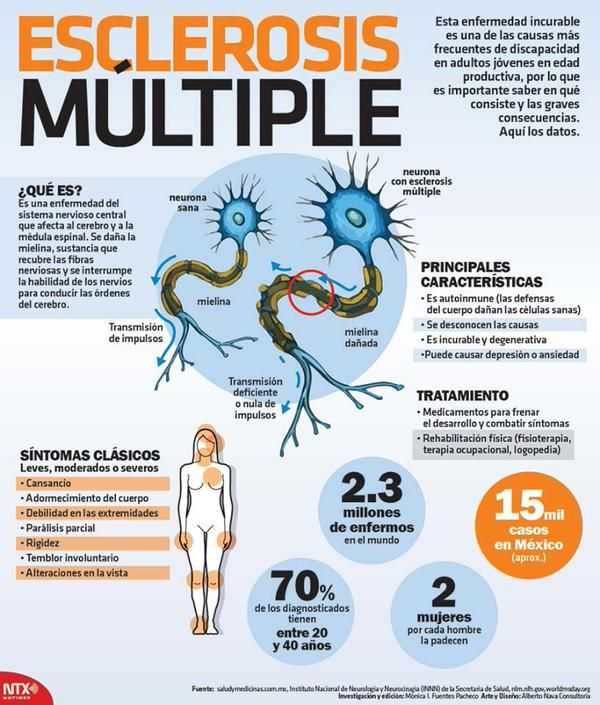 ESCLEROSIS
MÚLTIPLE
Esta enfermedad incurable
es una de las causas más
frecuentes de discapacidad
en adultos jóvenes en edad
productiva, por lo que
es importante saber en qué
consiste y las graves
consecuencias.
Aquí los datos.
¿QUÉ ES?
Es una enfermedad del
sistema nervioso central
que afecta al cerebro y a la
médula espinal. Se daña la
mielina, sustancia que
recubre las fibras
nerviosas y se interrumpe
la habilidad de los nervios
para conducir las órdenes
del cerebro.
neurona
sana
neurona
con esclerosis
múltiple
mielina
Transmisión
de impulsos
mielina
dañada
Transmisión
deficiente
o nula de
impulsos
PRINCIPALES
CARACTERÍSTICAS
• Es autoinmune (las defensas
del cuerpo dañan las células sanas)
• Se desconocen las causas
• Es incurable y degenerativa
•Puede causar depresión o ansiedad
TRATAMIENTO
• Medicamentos para frenar
el desarrollo y combatir síntomas
• Rehabilitación física (fisioterapia,
terapia ocupacional, logopedia)
SÍNTOMAS CLÁSICOS
Leves, moderados o severos
• Cansancio
• Adormecimiento del cuerpo
• Debilidad en las extremidades
• Parálisis parcial
• Rigidez
• Temblor involuntario
• Alteraciones en la vista
2.3
millones
de enfermos
en el mundo
15 mil
casos
en México
(aprox.)
70%
de los diagnosticados
tienen
entre 20
y 40 años
2
mujeres
por cada hombre
la padecen
NTX
NOTIMEX
Fuente: saludymedicinas.com.mx, Instituto Nacional de Neurología y Neurocirugía (INNN) de la Secretaría de Salud, nlm.nih.gov, worldmsday.org
Investigación y edición: Mónica I. Fuentes Pacheco Arte y Diseño: Alberto Nava Consultoría